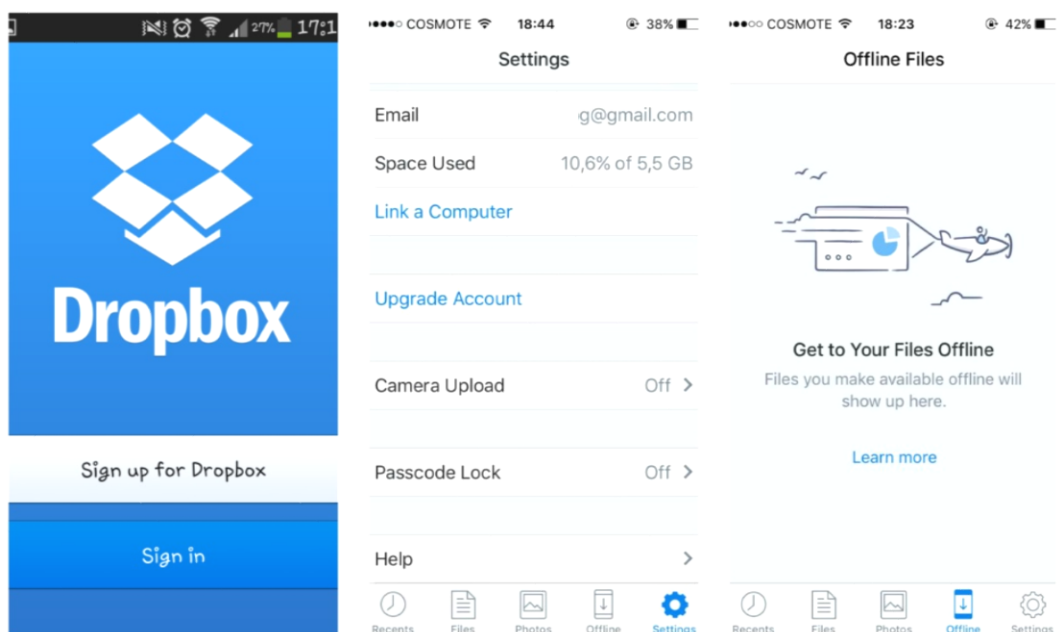 27% 17:1
Dropbox
Sign up for Dropbox
Sign in
COSMOTE 18:44 38%
Settings
Email g@gmail.com
Space Used 10,6% of 5,5 GB
Link a Computer
Upgrade Account
Camera Upload Off
Passcode Lock Off
Help
Recents Files Photos Offline Settings
COSMOTE 18:23 42%
Offline Files
Get to Your Files Offline
Files you make available offline will
show up here.
Learn more
Recents Files Photos Offline Settings